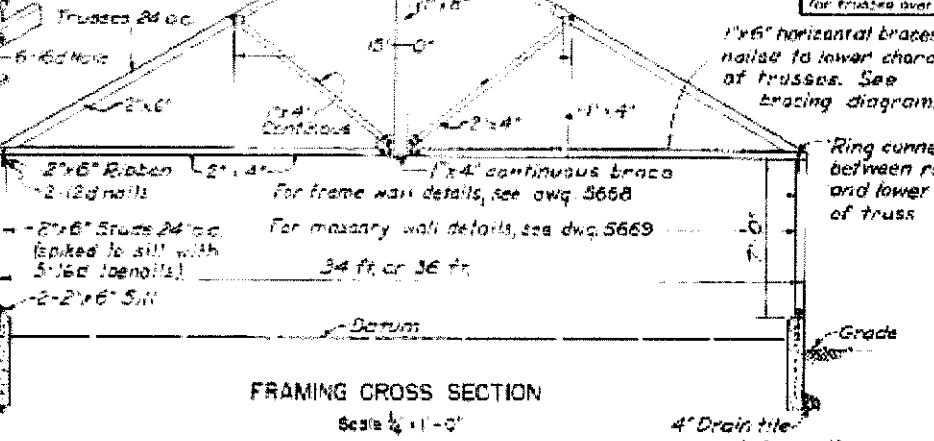 for trusses over
Trusses 24 o.c.
1"x6"
15'-0"
6-16d Nails
1"x6" horizontal braces
nailed to lower chord
of trusses. See
bracing diagram
2"x6"
1"x4"
Continous
2"x4"
1"x4"
2"x6" Ribbon
2-12d nails
2"x4"
1"x4" continuous brace
For frame wall details, see dwg. 5668
Ring conne
between r
and lower
of truss
2"x6" Studs 24" o.c.
(spiked to sill with
5-16d toenails)
For masonry wall details, see dwg. 5669
34 ft. or 36 ft.
2-2"x6" Sill
Datum
Grade
FRAMING CROSS SECTION
Scale ¼"=1'-0"
4" Drain tile